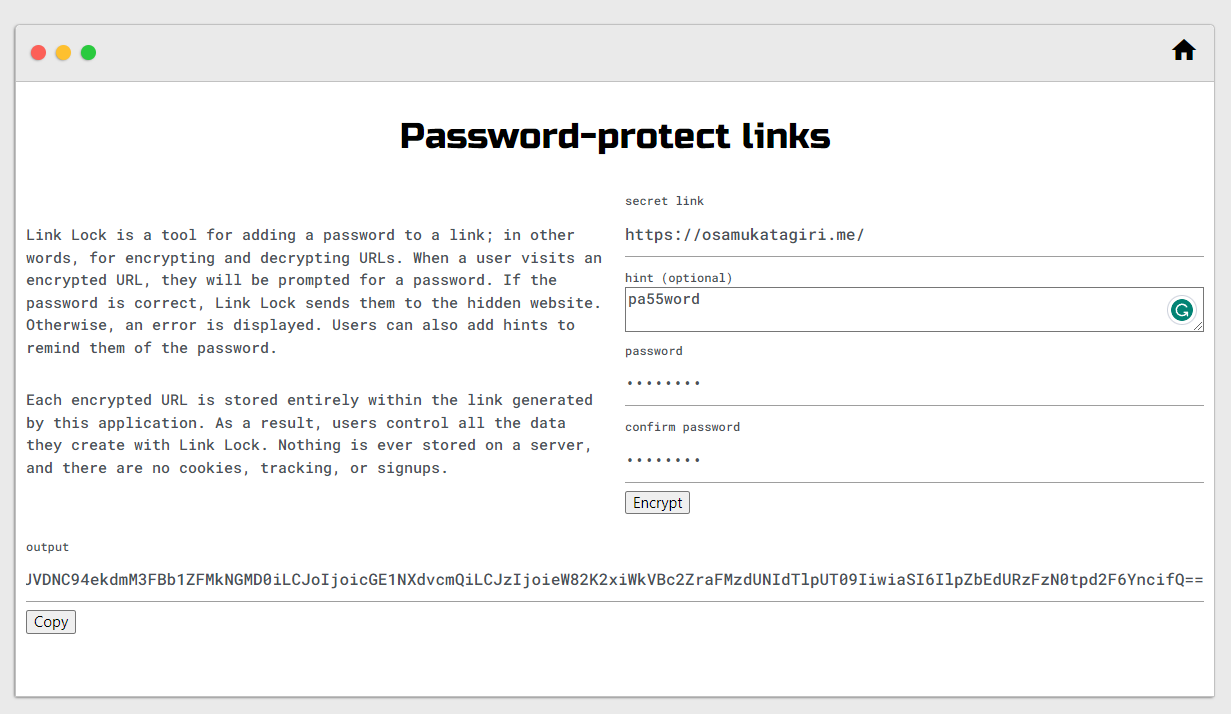 Password-protect links
Link Lock is a tool for adding a password to a link; in other
words, for encrypting and decrypting URLs. When a user visits an
encrypted URL, they will be prompted for a password. If the
password is correct, Link Lock sends them to the hidden website.
Otherwise, an error is displayed. Users can also add hints to
remind them of the password.
Each encrypted URL is stored entirely within the link generated
by this application. As a result, users control all the data
they create with Link Lock. Nothing is ever stored on a server,
and there are no cookies, tracking, or signups.
secret link
https://osamukatagiri.me/
hint (optional)
pa55word
password
••••••••
confirm password
••••••••
Encrypt
output
JVDNC94ekdmM3FBb1ZFMkNGMD0iLCJoIjoicGE1NXdvcmQiLCJzIjoieW82K2xiWkVBc2ZraFMzdUNIdTlpUT09IiwiaSI6IlpZbEdURzFzN0tpd2F6YncifQ==
Copy